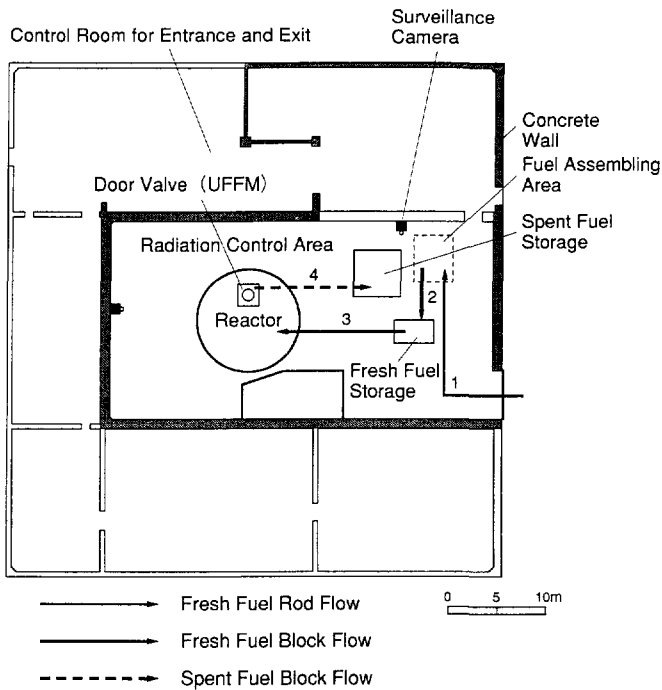 Surveillance
Camera
Control Room for Entrance and Exit
Concrete
Wall
Fuel Assembling
Area
Door Valve (UFFM)
Spent Fuel
Storage
Radiation Control Area
4
2
Reactor
3
Fresh Fuel
Storage
1
Fresh Fuel Rod Flow
0 5 10m
Fresh Fuel Block Flow
Spent Fuel Block Flow